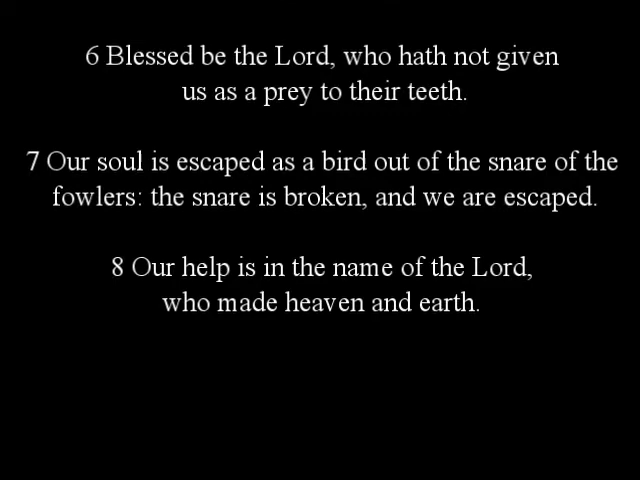 6 Blessed be the Lord, who hath not given
us as a prey to their teeth.
7 Our soul is escaped as a bird out of the snare of the
fowlers: the snare is broken, and we are escaped.
8 Our help is in the name of the Lord,
who made heaven and earth.